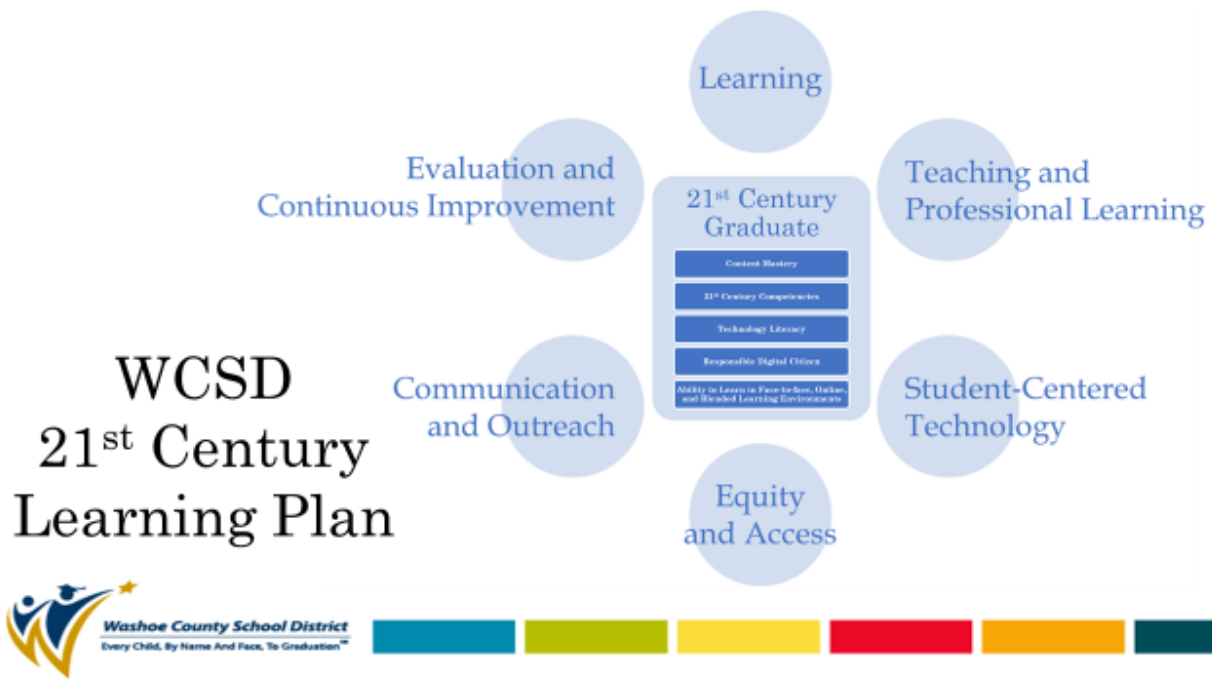 Learning
Evaluation and
Continuous Improvement
Teaching and
Professional Learning
21st Century
Graduate
Content Mastery
21st Century Competencies
Technology Literacy
Responsible Digital Citizen
Ability to Learn in Face-to-face, Online,
and Blended Learning Environments
Communication
and Outreach
Student-Centered
Technology
Equity
and Access
WCSD
21st Century
Learning Plan
Washoe County School District
Every Child, By Name And Face, To Graduation℠